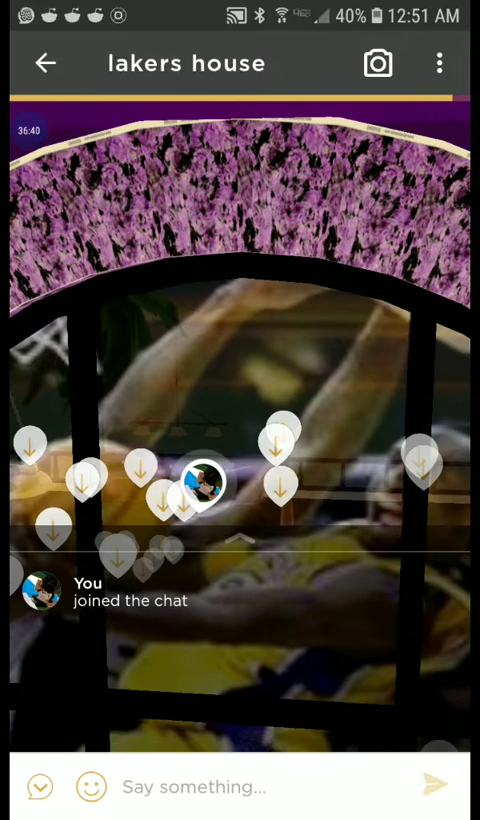 40% 12:51 AM
lakers house
36:40
You
joined the chat
Say something...